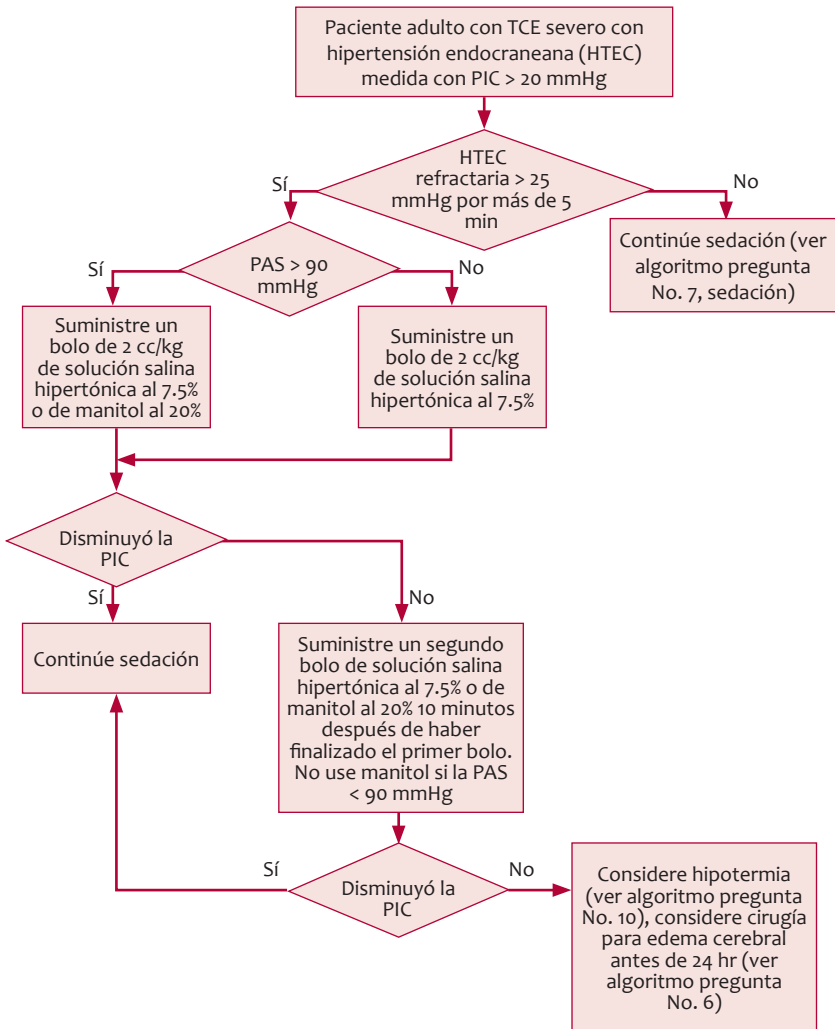 Paciente adulto con TCE severo con
hipertensión endocraneana (HTEC)
medida con PIC > 20 mmHg
HTEC
refractaria > 25
mmHg por más de 5
min
Sí
No
PAS > 90
mmHg
Continúe sedación (ver
algoritmo pregunta
No. 7, sedación)
Sí
No
Suministre un
bolo de 2 cc/kg
de solución salina
hipertónica al 7.5%
o de manitol al 20%
Suministre un
bolo de 2 cc/kg
de solución salina
hipertónica al 7.5%
Disminuyó la
PIC
Sí
No
Continúe sedación
Suministre un segundo
bolo de solución salina
hipertónica al 7.5% o de
manitol al 20% 10 minutos
después de haber
finalizado el primer bolo.
No use manitol si la PAS
< 90 mmHg
Disminuyó la
PIC
Sí
No
Considere hipotermia
(ver algoritmo pregunta
No. 10), considere cirugía
para edema cerebral
antes de 24 hr (ver
algoritmo pregunta
No. 6)